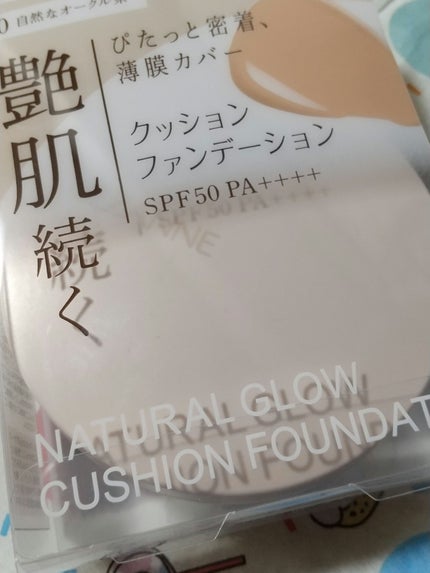 0 自然なオークル系
艶肌続く
ぴたっと密着、
薄膜カバー
クッション
ファンデーション
SPF50 PA++++
NATURAL GLOW
CUSHION FOUNDAT